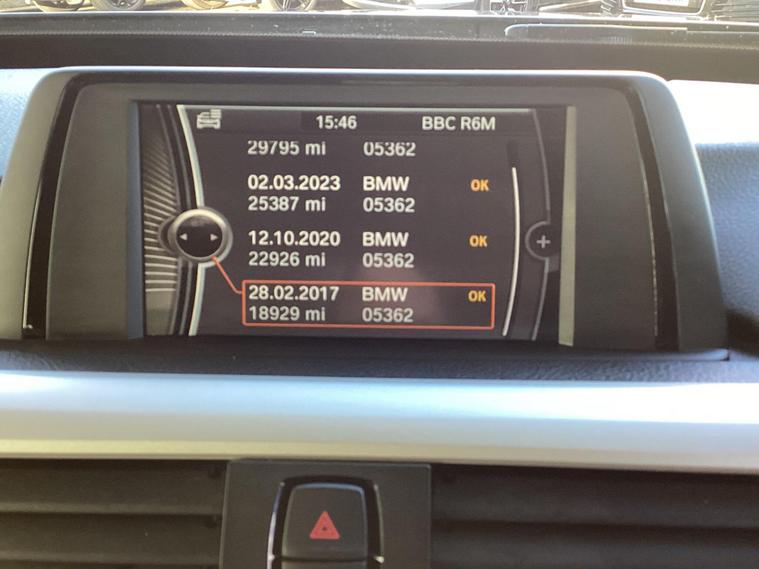 15:46 BBC R6M
29795 mi 05362
02.03.2023 BMW OK
25387 mi 05362
12.10.2020 BMW OK
22926 mi 05362
28.02.2017 BMW OK
18929 mi 05362